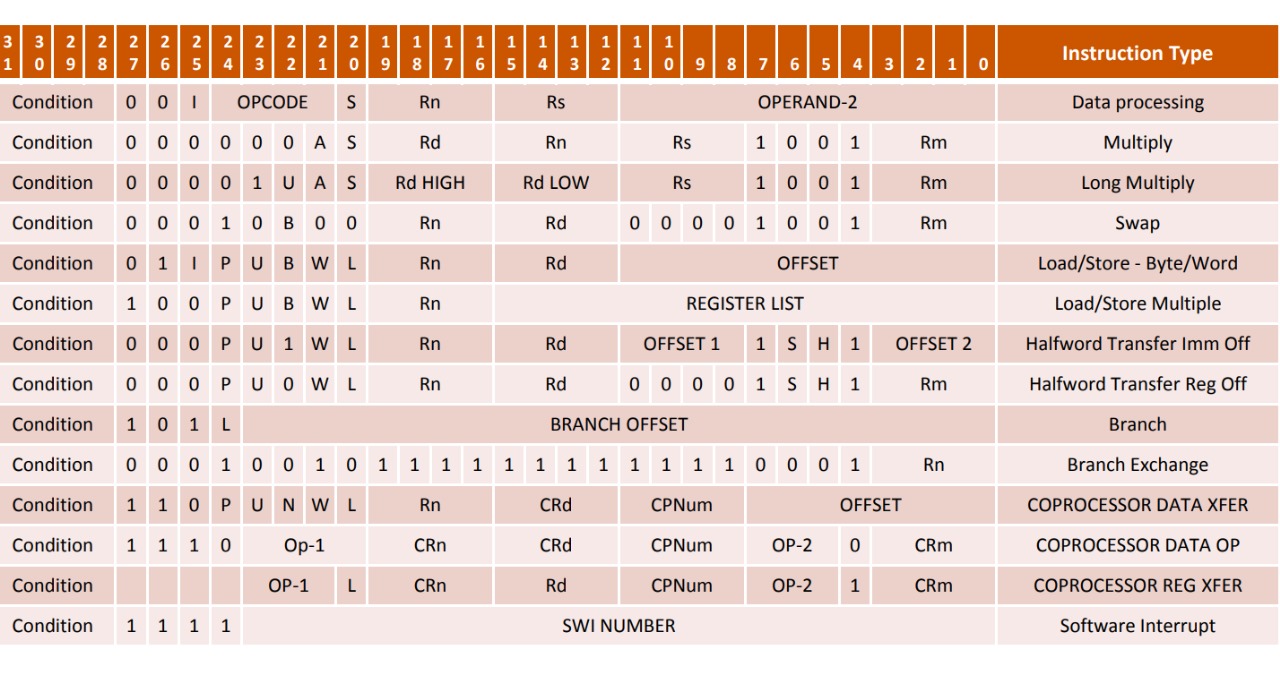 31 30 29 28 27 26 25 24 23 22 21 20 19 18 17 16 15 14 13 12 11 10 9 8 7 6 5 4 3 2 1 0 Instruction Type
Condition 0 0 I OPCODE S Rn Rs OPERAND-2 Data processing
Condition 0 0 0 0 0 0 A S Rd Rn Rs 1 0 0 1 Rm Multiply
Condition 0 0 0 0 1 U A S Rd HIGH Rd LOW Rs 1 0 0 1 Rm Long Multiply
Condition 0 0 0 1 0 B 0 0 Rn Rd 0 0 0 0 1 0 0 1 Rm Swap
Condition 0 1 I P U B W L Rn Rd OFFSET Load/Store - Byte/Word
Condition 1 0 0 P U B W L Rn REGISTER LIST Load/Store Multiple
Condition 0 0 0 P U 1 W L Rn Rd OFFSET 1 1 S H 1 OFFSET 2 Halfword Transfer Imm Off
Condition 0 0 0 P U 0 W L Rn Rd 0 0 0 0 1 S H 1 Rm Halfword Transfer Reg Off
Condition 1 0 1 L BRANCH OFFSET Branch
Condition 0 0 0 1 0 0 1 0 1 1 1 1 1 1 1 1 1 1 1 1 0 0 0 1 Rn Branch Exchange
Condition 1 1 0 P U N W L Rn CRd CPNum OFFSET COPROCESSOR DATA XFER
Condition 1 1 1 0 Op-1 CRn CRd CPNum OP-2 0 CRm COPROCESSOR DATA OP
Condition OP-1 L CRn Rd CPNum OP-2 1 CRm COPROCESSOR REG XFER
Condition 1 1 1 1 SWI NUMBER Software Interrupt